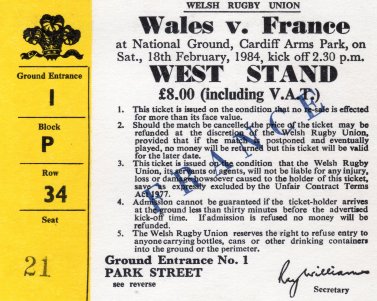 WELSH RUGBY UNION
Wales v. France
at National Ground, Cardiff Arms Park, on
Sat., 18th February, 1984, kick off 2.30 p.m.
WEST STAND
£8.00 (including V.A.T.)
1. This ticket is issued on the condition that no re-sale is effected
for more than its face value.
2. Should the match be cancelled the price of the ticket may be
refunded at the discretion of the Welsh Rugby Union,
provided that if the match is postponed and eventually
played, no money will be returned but this ticket will be valid
for the later date.
3. This ticket is issued on condition that the Welsh Rugby
Union, its servants agents, will not be liable for any injury,
loss or damage howsoever caused to the holder of this ticket,
save as expressly excluded by the Unfair Contract Terms
Act 1977.
4. Admission cannot be guaranteed if the ticket-holder arrives
at the ground less than thirty minutes before the advertised
kick-off time. If admission is refused no money will be
refunded.
5. The Welsh Rugby Union reserves the right to refuse entry to
anyone carrying bottles, cans or other drinking containers
into the ground or the perimeter.
Ground Entrance No. 1
PARK STREET
see reverse
Ray Williams
Secretary
FRANCE
Ground Entrance
1
Block
P
Row
34
Seat
21